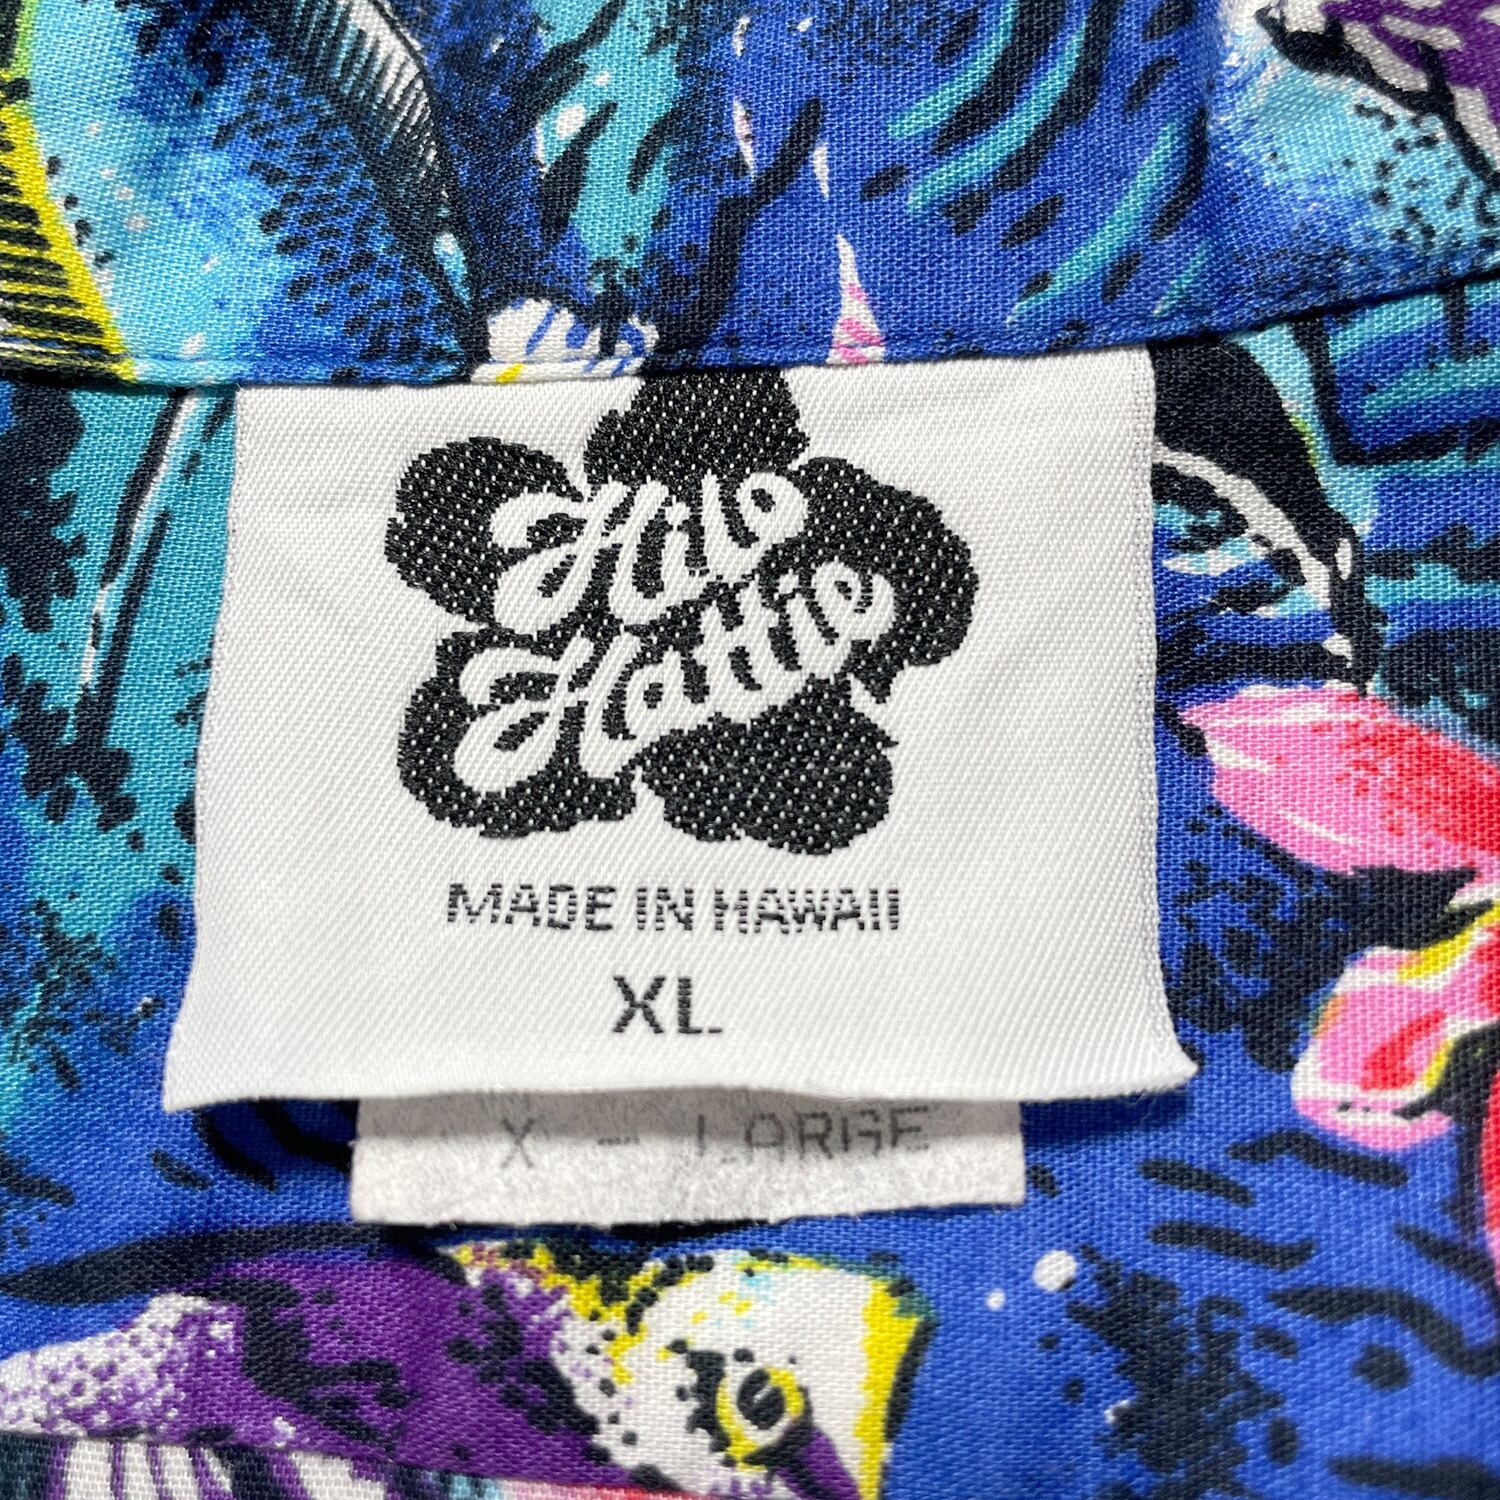 Hilo
Hattie
MADE IN HAWAII
XL
X - LARGE